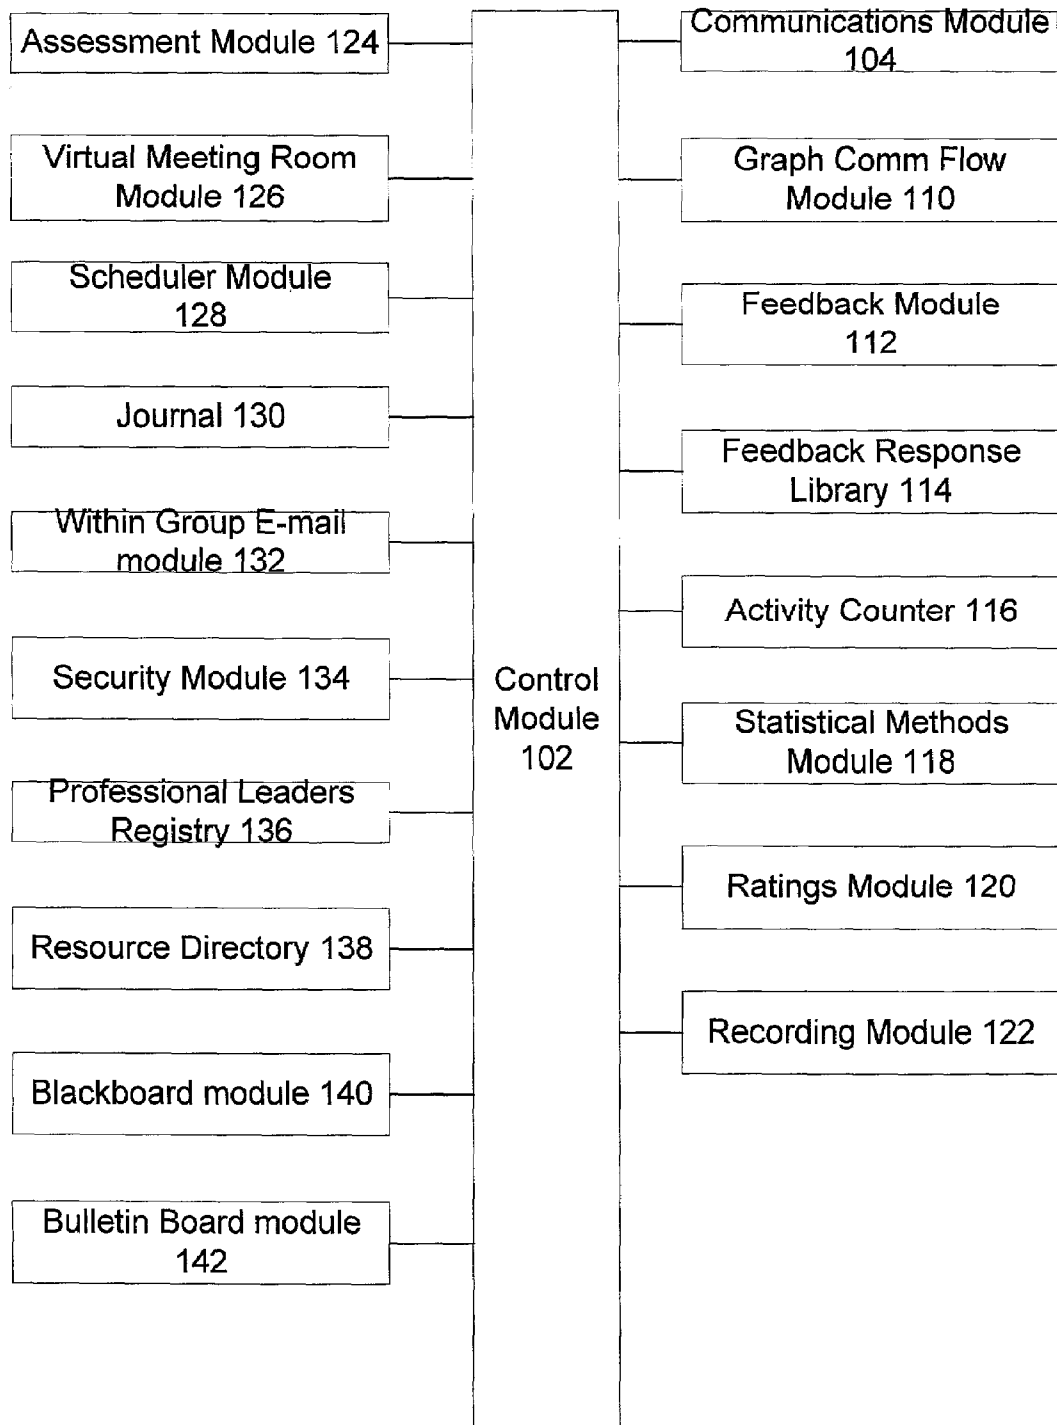 Assessment Module 124
Virtual Meeting Room
Module 126
Scheduler Module
128
Journal 130
Within Group E-mail
module 132
Security Module 134
Professional Leaders
Registry 136
Resource Directory 138
Blackboard module 140
Bulletin Board module
142
Control
Module
102
Communications Module
104
Graph Comm Flow
Module 110
Feedback Module
112
Feedback Response
Library 114
Activity Counter 116
Statistical Methods
Module 118
Ratings Module 120
Recording Module 122